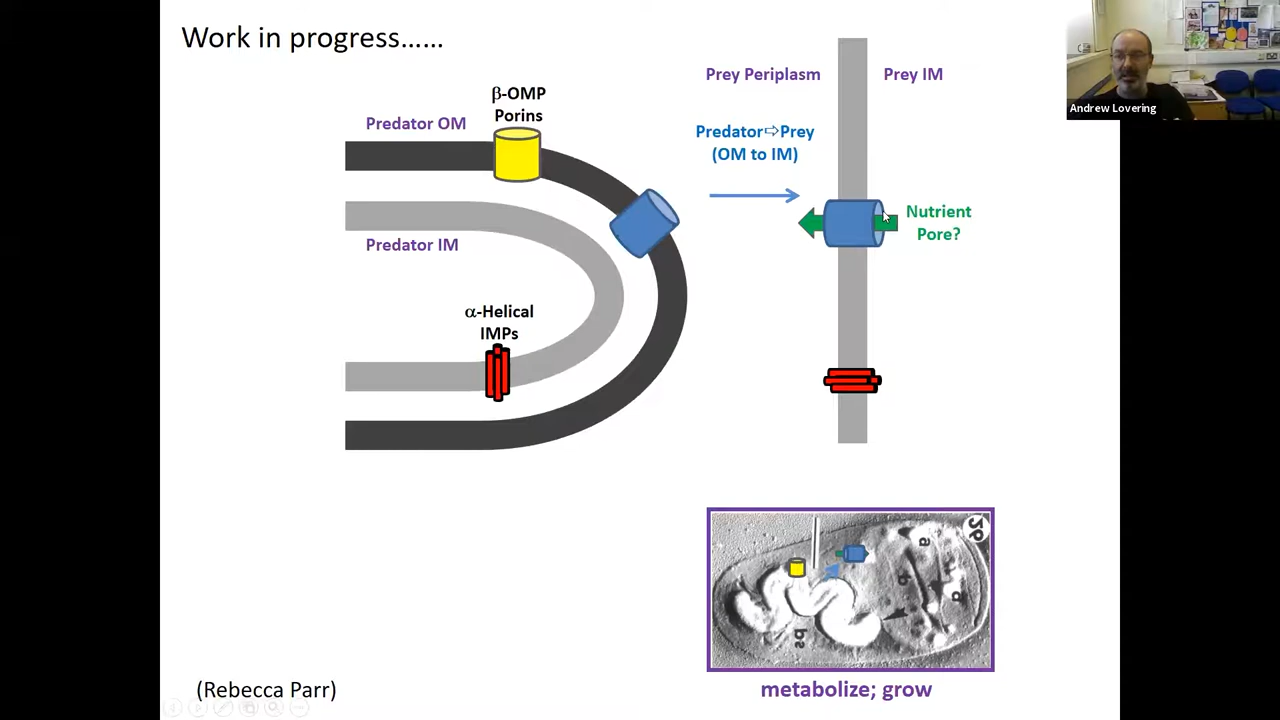 Work in progress......
β-OMP
Porins
Predator OM
Predator IM
α-Helical
IMPs
Prey Periplasm
Prey IM
Predator⇨Prey
(OM to IM)
Nutrient
Pore?
Andrew Lovering
a
b
a
bs
metabolize; grow
(Rebecca Parr)